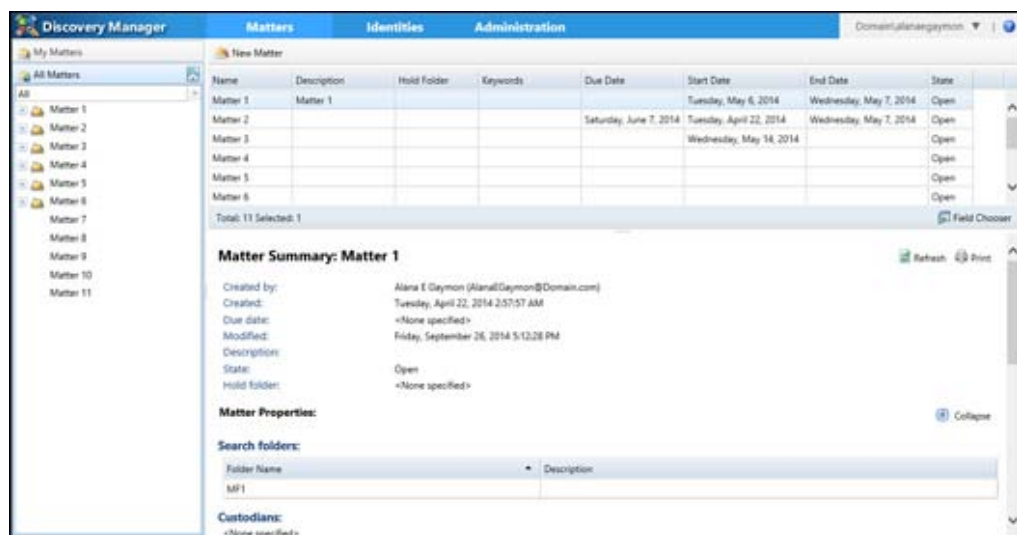 Discovery Manager
Matters Identities Administration
Domain\alanaegaymon
My Matters
New Matter
All Matters
All
Matter 1
Matter 2
Matter 3
Matter 4
Matter 5
Matter 6
Matter 7
Matter 8
Matter 9
Matter 10
Matter 11
Name Description Hold Folder Keywords Due Date Start Date End Date State
Matter 1 Matter 1 Tuesday, May 6, 2014 Wednesday, May 7, 2014 Open
Matter 2 Saturday, June 7, 2014 Tuesday, April 22, 2014 Wednesday, May 7, 2014 Open
Matter 3 Wednesday, May 14, 2014 Open
Matter 4 Open
Matter 5 Open
Matter 6 Open
Total: 11 Selected: 1 Field Chooser
Matter Summary: Matter 1 Refresh Print
Created by: Alana E Gaymon (AlanaEGaymon@Domain.com)
Created: Tuesday, April 22, 2014 2:57:57 AM
Due date: <None specified>
Modified: Friday, September 26, 2014 5:12:28 PM
Description:
State: Open
Hold folder: <None specified>
Matter Properties: Collapse
Search folders:
Folder Name Description
MF1
Custodians:
<None specified>